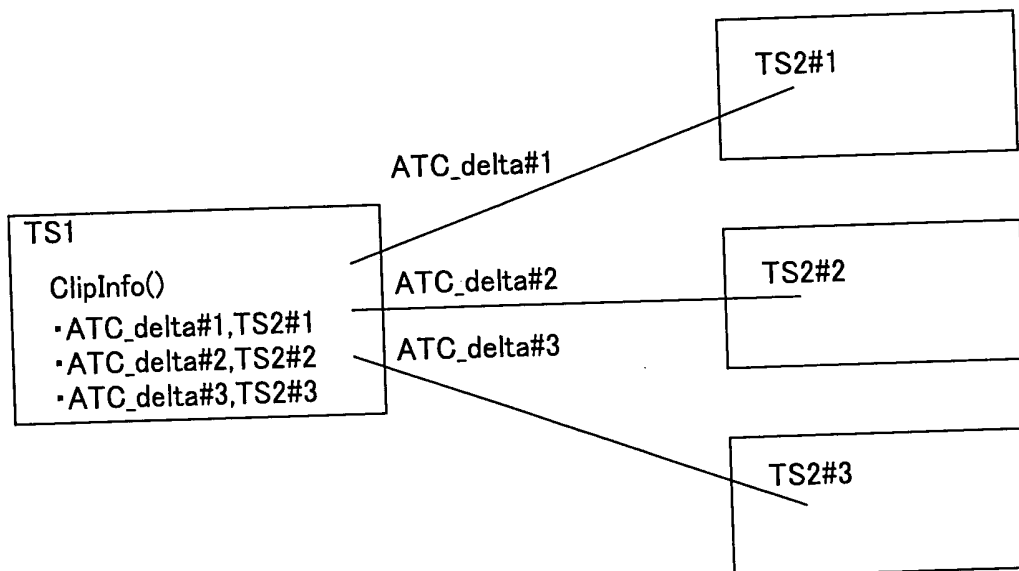 TS2#1
ATC_delta#1
TS1
ClipInfo()
・ATC_delta#1,TS2#1
・ATC_delta#2,TS2#2
・ATC_delta#3,TS2#3
ATC_delta#2
TS2#2
ATC_delta#3
TS2#3